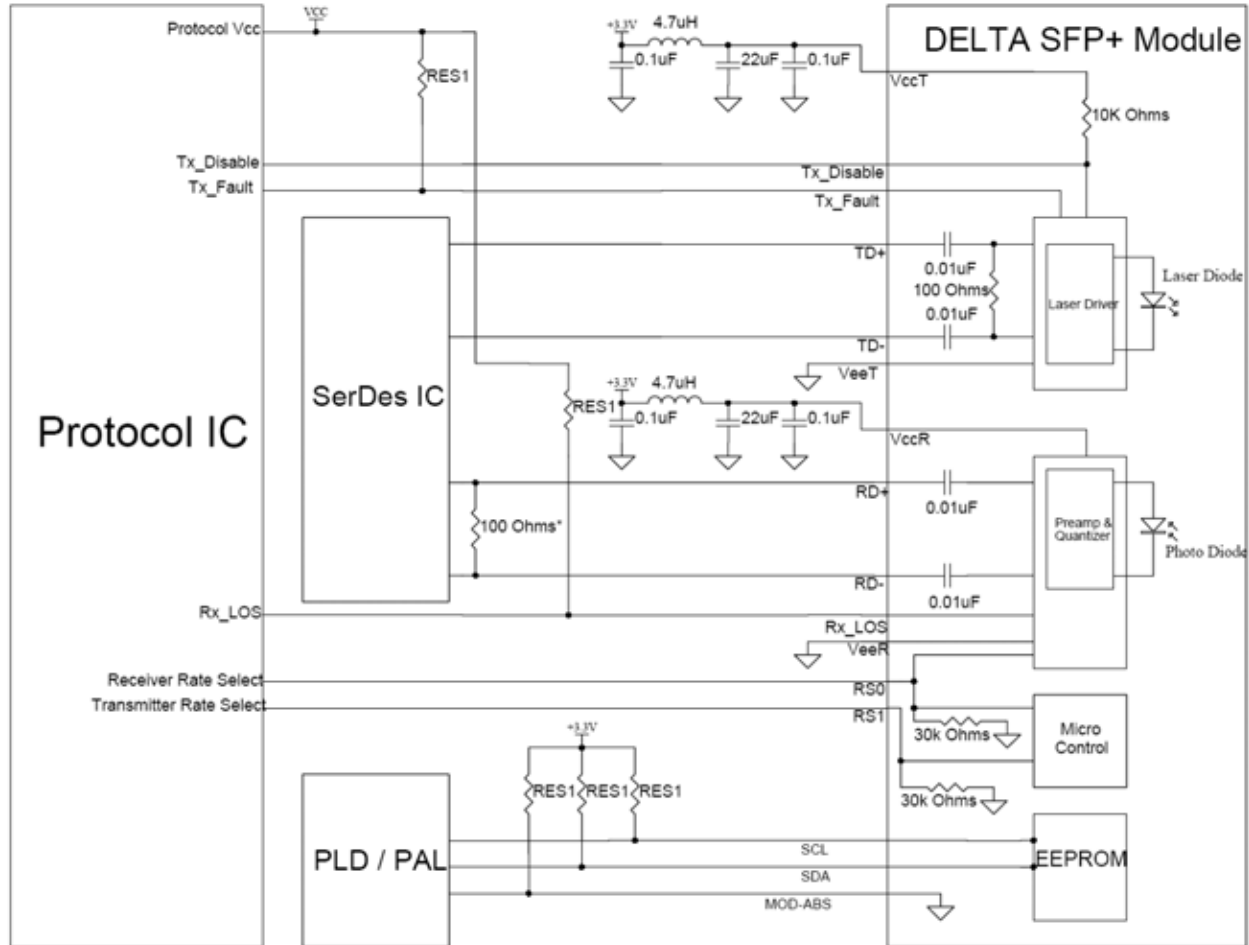 VCC
Protocol Vcc
+3.3V
4.7uH
DELTA SFP+ Module
0.1uF
22uF
0.1uF
RES1
VccT
10K Ohms
Tx_Disable
Tx_Disable
Tx_Fault
Tx_Fault
TD+
0.01uF
Laser Diode
100 Ohms
Laser Driver
0.01uF
TD-
VeeT
SerDes IC
+3.3V
4.7uH
RES1
0.1uF
22uF
0.1uF
Protocol IC
VccR
RD+
0.01uF
100 Ohms*
Preamp &
Quantizer
Photo Diode
RD-
0.01uF
Rx_LOS
Rx_LOS
VeeR
Receiver Rate Select
RS0
Transmitter Rate Select
RS1
+3.3V
30k Ohms
Micro
Control
RES1
RES1
RES1
30k Ohms
PLD / PAL
SCL
EEPROM
SDA
MOD-ABS